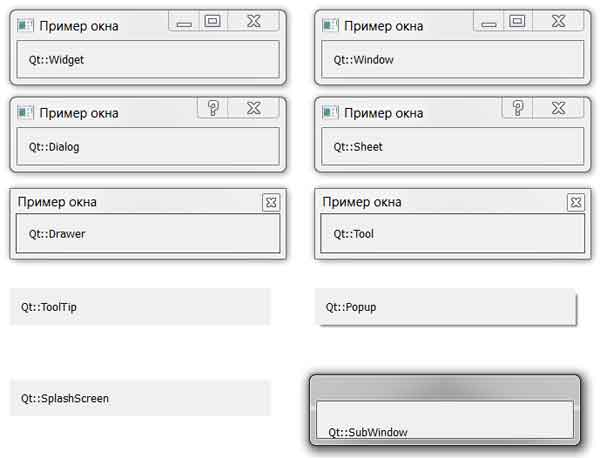 Пример окна
Qt::Widget
Пример окна
Qt::Window
Пример окна
Qt::Dialog
Пример окна
Qt::Sheet
Пример окна
Qt::Drawer
Пример окна
Qt::Tool
Qt::ToolTip
Qt::Popup
Qt::SplashScreen
Qt::SubWindow